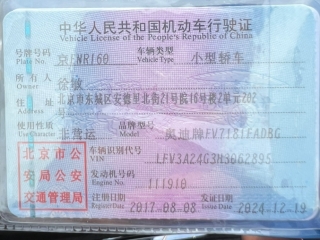 中华人民共和国机动车行驶证
Vehicle License of the People's Republic of China
号牌号码 京ENR160 车辆类型 小型轿车
Plate No. Vehicle Type
所有人 徐敏
Owner
住址 北京市东城区安德里北街21号院16号楼2单元202
Address 号
使用性质 非营运 品牌型号 奥迪牌FV7181FADBG
Use Character Model
北京市公安局公安交通管理局
车辆识别代号 LFV3A24G3H3062895
VIN
发动机号码 111910
Engine No.
注册日期 2017-08-08 发证日期 2024-12-19
Register Date Issue Date